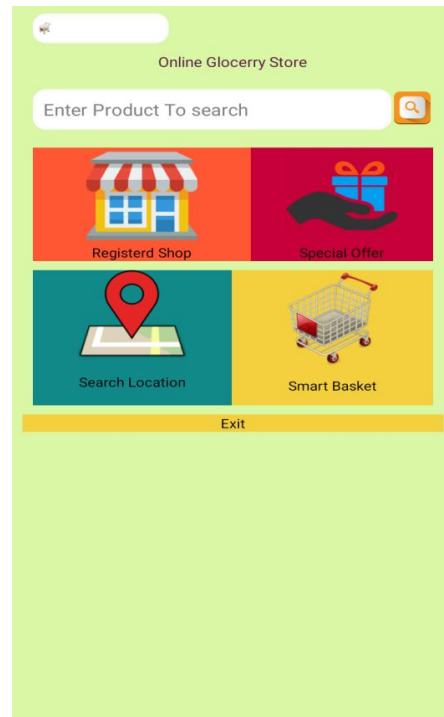 Online Glocerry Store
Enter Product To search
Registerd Shop
Special Offer
Search Location
Smart Basket
Exit